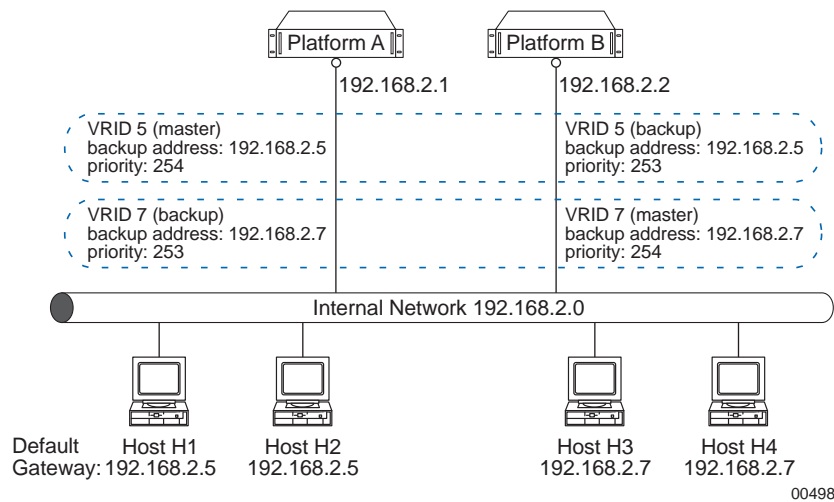 Platform A
Platform B
192.168.2.1
192.168.2.2
VRID 5 (master)
backup address: 192.168.2.5
priority: 254
VRID 5 (backup)
backup address: 192.168.2.5
priority: 253
VRID 7 (backup)
backup address: 192.168.2.7
priority: 253
VRID 7 (master)
backup address: 192.168.2.7
priority: 254
Internal Network 192.168.2.0
Default
Gateway:
Host H1
192.168.2.5
Host H2
192.168.2.5
Host H3
192.168.2.7
Host H4
192.168.2.7
00498